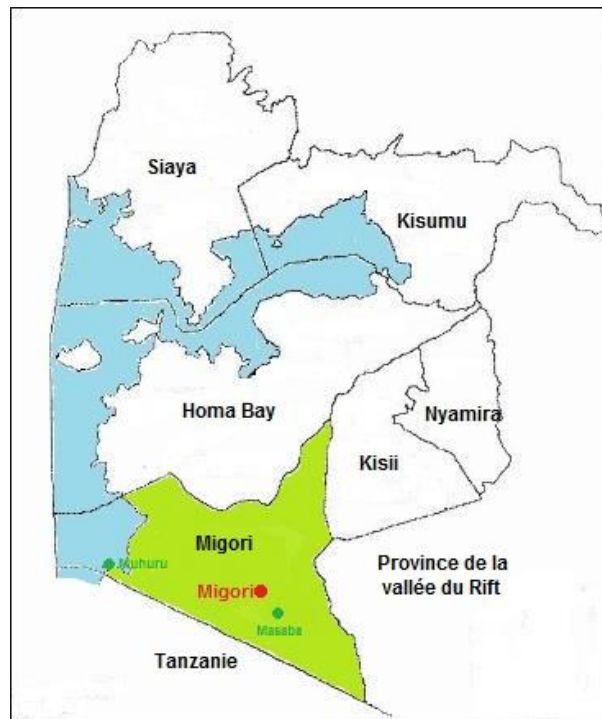 Siaya
Kisumu
Homa Bay
Nyamira
Kisii
Migori
Muhuru
Migori
Masaba
Province de la
vallée du Rift
Tanzanie